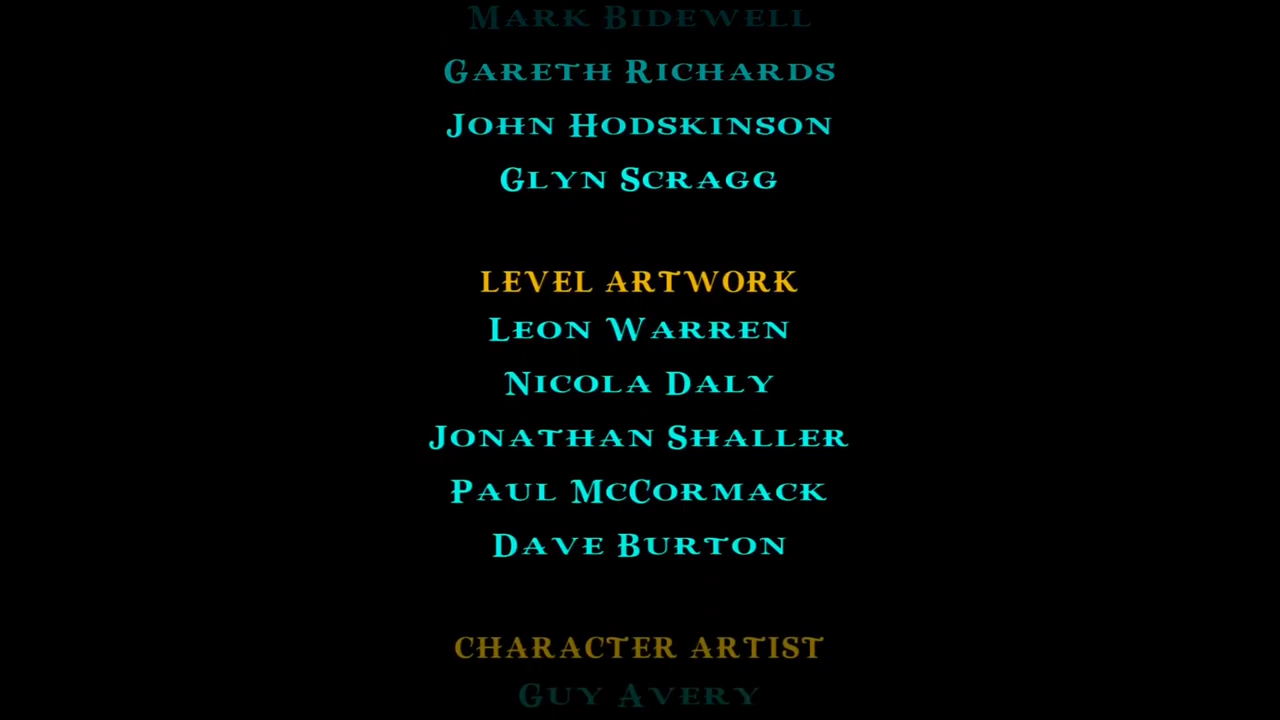 Mark Bidewell
Gareth Richards
John Hodskinson
Glyn Scragg
LEVEL ARTWORK
Leon Warren
Nicola Daly
Jonathan Shaller
Paul McCormack
Dave Burton
CHARACTER ARTIST
Guy Avery